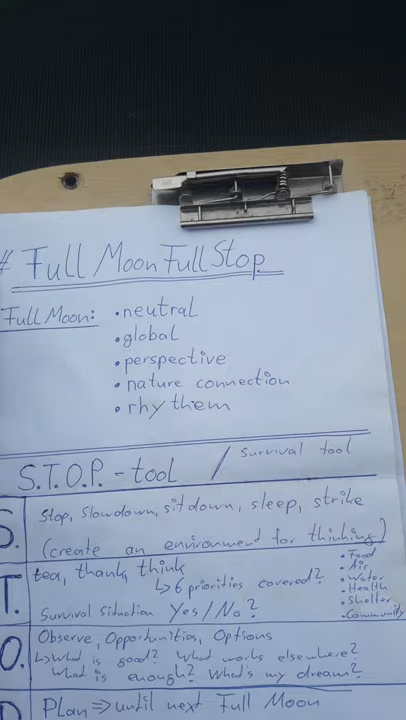 # Full Moon Full Stop
Full Moon: • neutral
• global
• perspective
• nature connection
• rhythem
S.T.O.P. - tool / survival tool
S. Stop, slowdown, sit down, sleep, strike
(create an environment for thinking)
T. tea, thank, think
↳ 6 priorities covered?
• Food
• Air
• Water
• Health
• Shelter
• Community
Survival situation Yes/No?
O. Observe, Opportunities, Options
↳ What is good? What works elsewhere?
What is enough? What's my dream?
P Plan ⇒ until next Full Moon